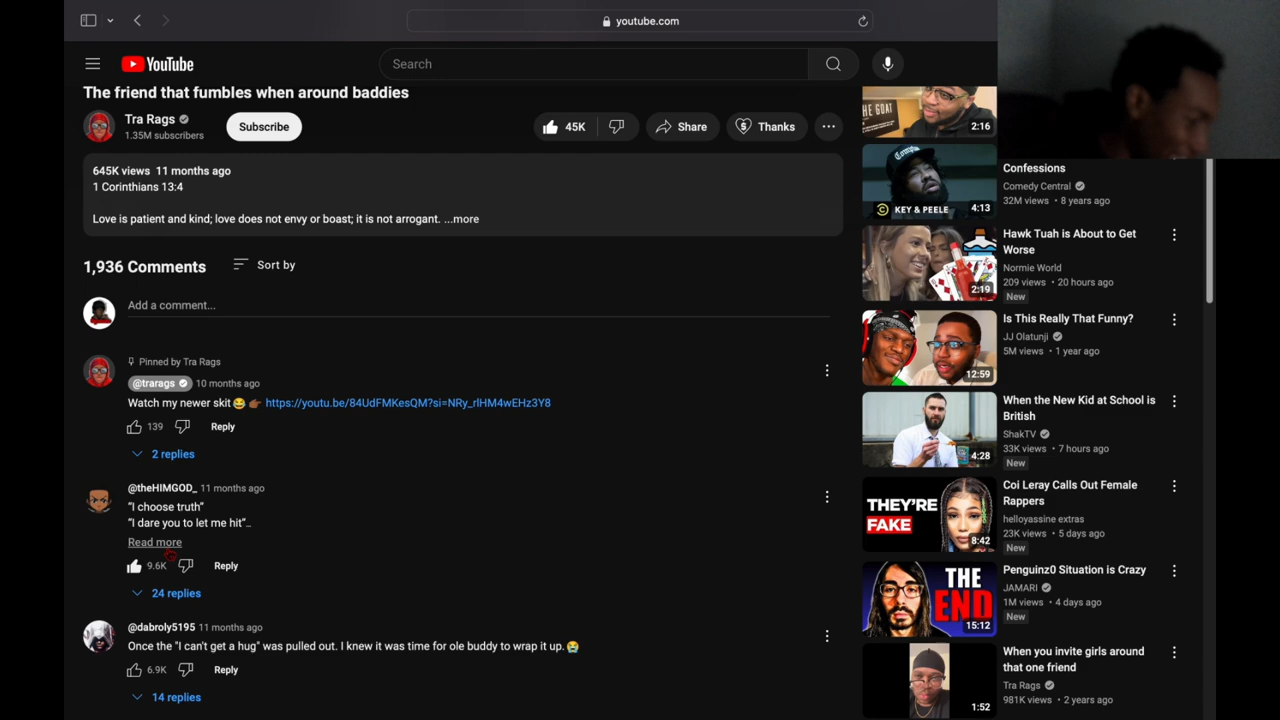 youtube.com
YouTube
Search
The friend that fumbles when around baddies
Tra Rags
1.35M subscribers
Subscribe
45K
Share
Thanks
645K views 11 months ago
1 Corinthians 13:4
Love is patient and kind; love does not envy or boast; it is not arrogant. ...more
1,936 Comments
Sort by
Add a comment...
Pinned by Tra Rags
@trarags 10 months ago
Watch my newer skit😂 👉🏾 https://youtu.be/84UdFMKesQM?si=NRy_rlHM4wEHz3Y8
139
Reply
2 replies
@theHIMGOD_ 11 months ago
“I choose truth”
“I dare you to let me hit”…
Read more
9.6K
Reply
24 replies
@dabroly5195 11 months ago
Once the "I can't get a hug" was pulled out. I knew it was time for ole buddy to wrap it up.😭
6.9K
Reply
14 replies
THE GOAT
2:16
Compton
KEY & PEELE
4:13
Confessions
Comedy Central
32M views • 8 years ago
2:19
Hawk Tuah is About to Get
Worse
Normie World
209 views • 20 hours ago
New
12:59
Is This Really That Funny?
JJ Olatunji
5M views • 1 year ago
4:28
When the New Kid at School is
British
ShakTV
33K views • 7 hours ago
New
THEY'RE
FAKE
8:42
Coi Leray Calls Out Female
Rappers
helloyassine extras
23K views • 5 days ago
New
THE
END
15:12
Penguinz0 Situation is Crazy
JAMARI
1M views • 4 days ago
New
1:52
When you invite girls around
that one friend
Tra Rags
981K views • 2 years ago